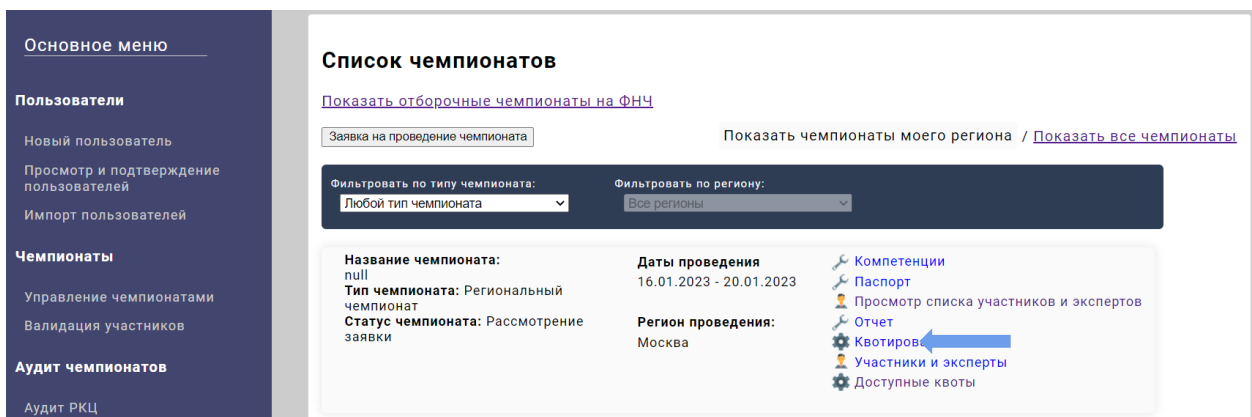 Основное меню
Пользователи
Новый пользователь
Просмотр и подтверждение
пользователей
Импорт пользователей
Чемпионаты
Управление чемпионатами
Валидация участников
Аудит чемпионатов
Аудит РКЦ
Список чемпионатов
Показать отборочные чемпионаты на ФНЧ
Заявка на проведение чемпионата
Показать чемпионаты моего региона / Показать все чемпионаты
Фильтровать по типу чемпионата:
Любой тип чемпионата
Фильтровать по региону:
Все регионы
Название чемпионата:
null
Тип чемпионата: Региональный
чемпионат
Статус чемпионата: Рассмотрение
заявки
Даты проведения
16.01.2023 - 20.01.2023
Регион проведения:
Москва
Компетенции
Паспорт
Просмотр списка участников и экспертов
Отчет
Участники и эксперты
Доступные квоты